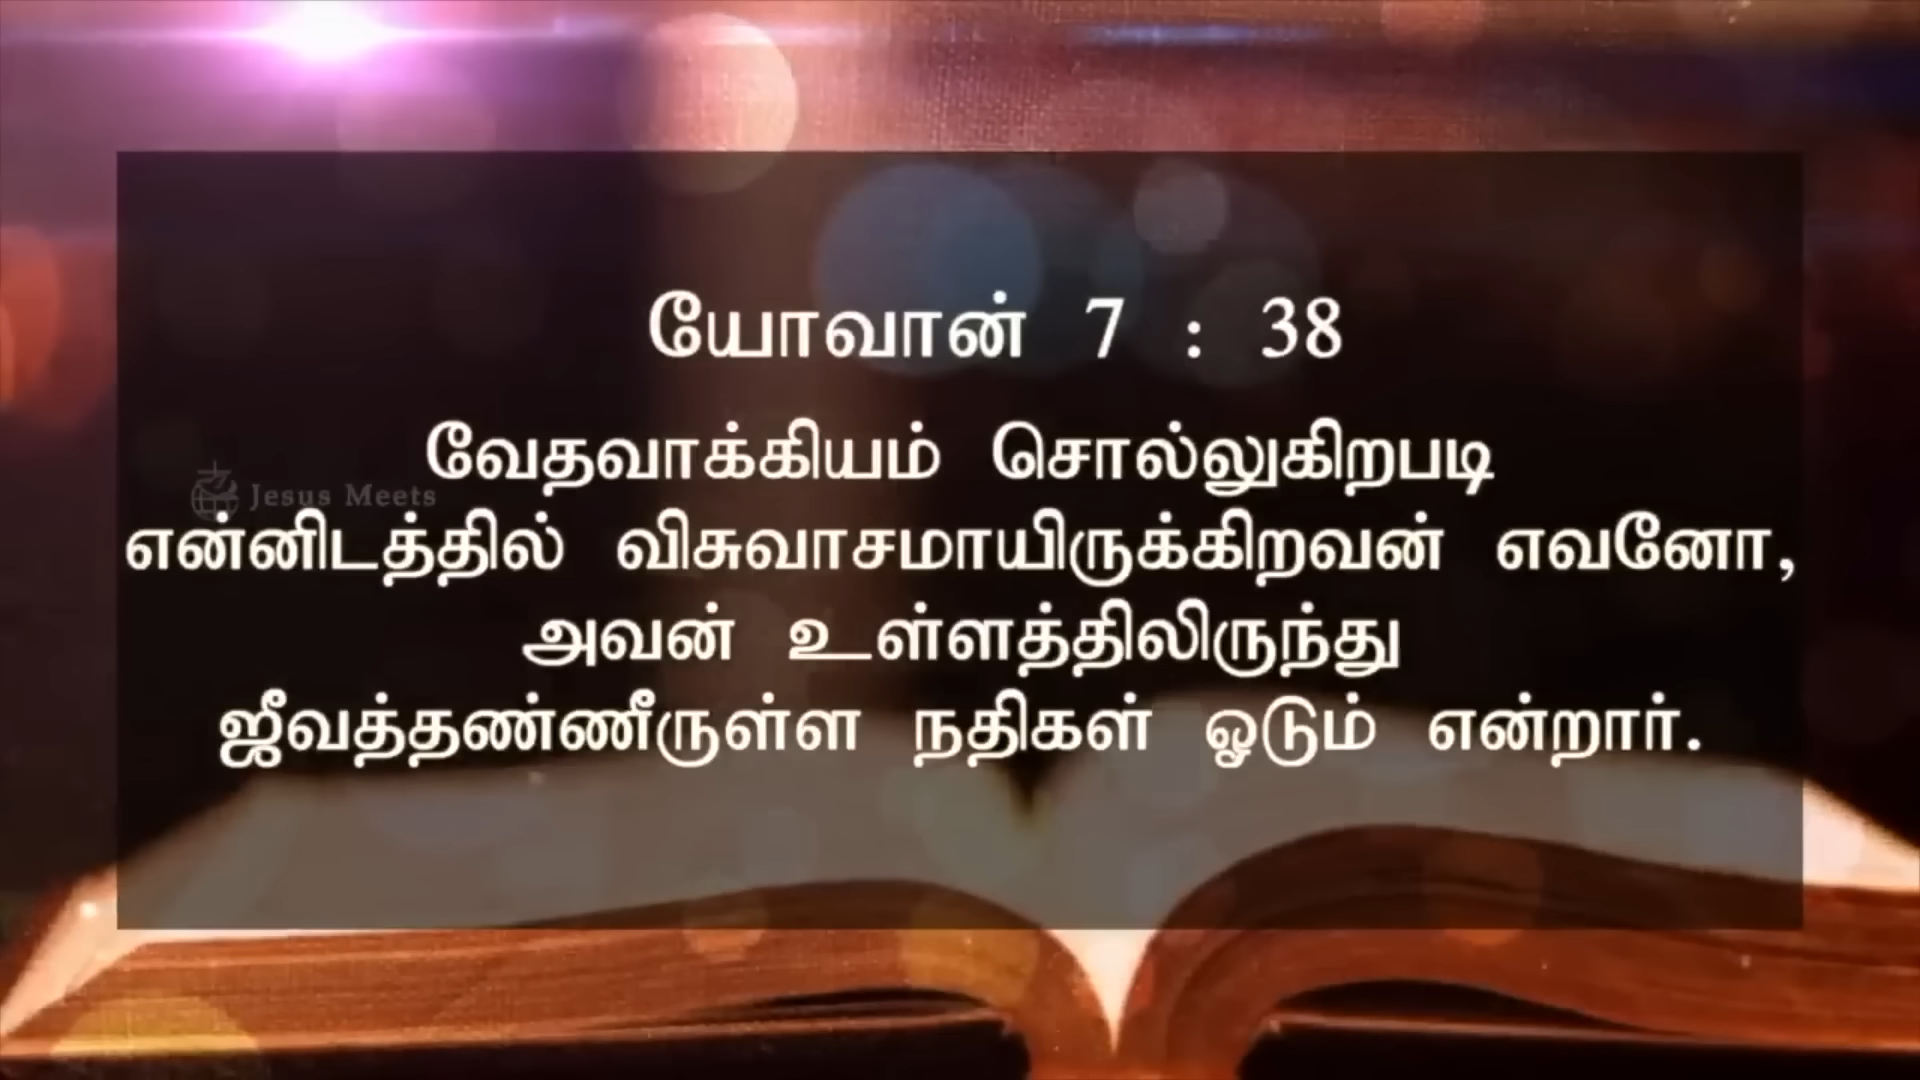 யோவான் 7 : 38
வேதவாக்கியம் சொல்லுகிறபடி
Jesus Meets
என்னிடத்தில் விசுவாசமாயிருக்கிறவன் எவனோ,
அவன் உள்ளத்திலிருந்து
ஜீவத்தண்ணீருள்ள நதிகள் ஓடும் என்றார்.